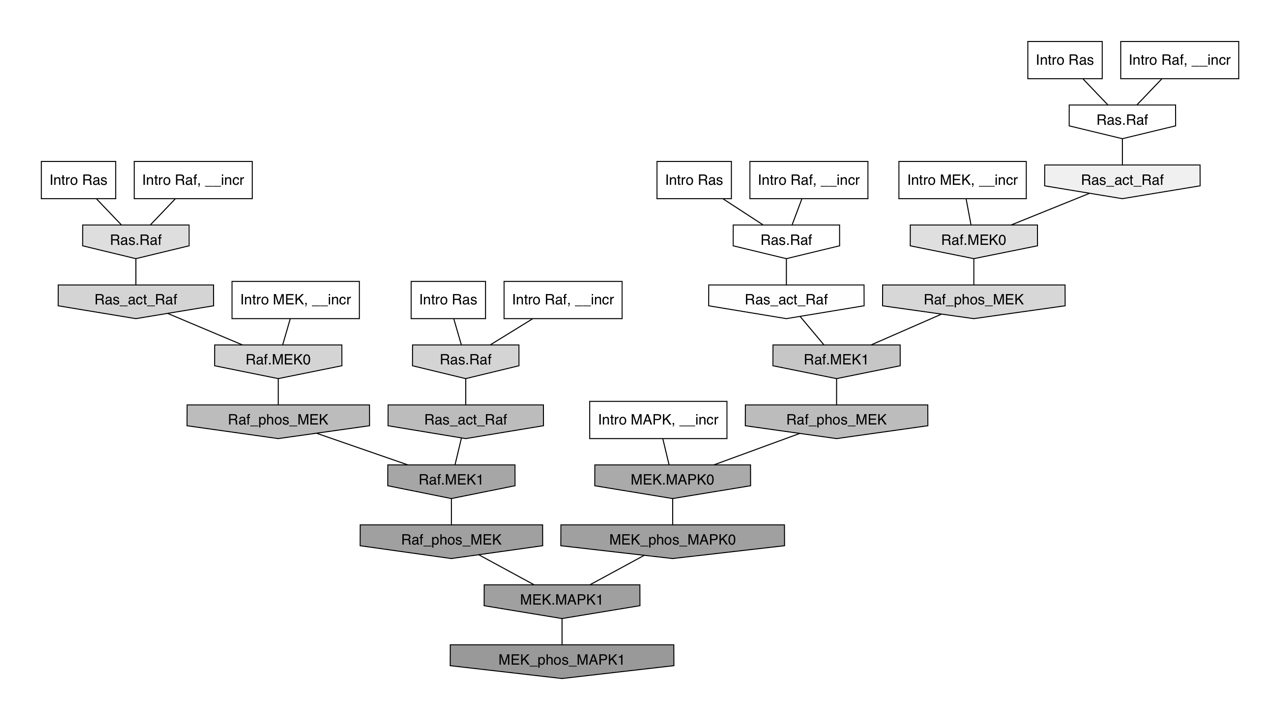 Intro Ras
Intro Raf, __incr
Ras.Raf
Intro Ras
Intro Raf, __incr
Intro Ras
Intro Raf, __incr
Intro MEK, __incr
Ras_act_Raf
Ras.Raf
Ras.Raf
Raf.MEK0
Ras_act_Raf
Intro MEK, __incr
Intro Ras
Intro Raf, __incr
Ras_act_Raf
Raf_phos_MEK
Raf.MEK0
Ras.Raf
Raf.MEK1
Raf_phos_MEK
Ras_act_Raf
Intro MAPK, __incr
Raf_phos_MEK
Raf.MEK1
MEK.MAPK0
Raf_phos_MEK
MEK_phos_MAPK0
MEK.MAPK1
MEK_phos_MAPK1